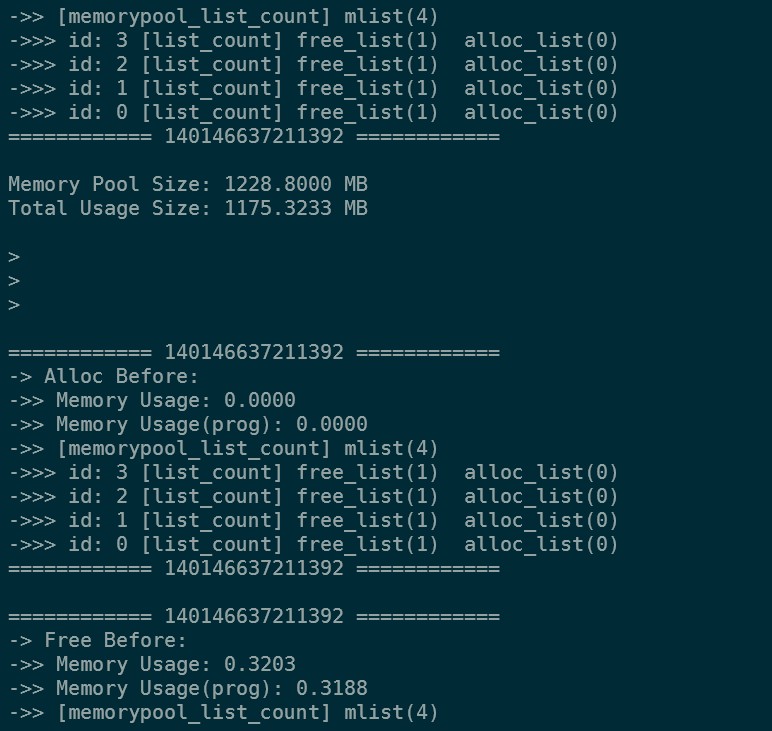 ->> [memorypool_list_count] mlist(4)
->>> id: 3 [list_count] free_list(1)  alloc_list(0)
->>> id: 2 [list_count] free_list(1)  alloc_list(0)
->>> id: 1 [list_count] free_list(1)  alloc_list(0)
->>> id: 0 [list_count] free_list(1)  alloc_list(0)
============ 140146637211392 ============
Memory Pool Size: 1228.8000 MB
Total Usage Size: 1175.3233 MB
>
>
>
============ 140146637211392 ============
-> Alloc Before:
->> Memory Usage: 0.0000
->> Memory Usage(prog): 0.0000
->> [memorypool_list_count] mlist(4)
->>> id: 3 [list_count] free_list(1)  alloc_list(0)
->>> id: 2 [list_count] free_list(1)  alloc_list(0)
->>> id: 1 [list_count] free_list(1)  alloc_list(0)
->>> id: 0 [list_count] free_list(1)  alloc_list(0)
============ 140146637211392 ============
============ 140146637211392 ============
-> Free Before:
->> Memory Usage: 0.3203
->> Memory Usage(prog): 0.3188
->> [memorypool_list_count] mlist(4)